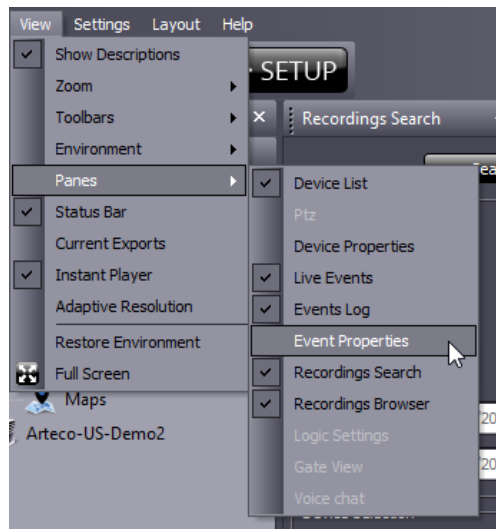 View Settings Layout Help
Show Descriptions
SETUP
Zoom
Toolbars
Recordings Search
Environment
Panes
Device List
Status Bar
Ptz
Current Exports
Device Properties
Instant Player
Live Events
Adaptive Resolution
Events Log
Restore Environment
Event Properties
Full Screen
Recordings Search
Maps
Recordings Browser
Arteco-US-Demo2
Logic Settings
Gate View
Voice chat